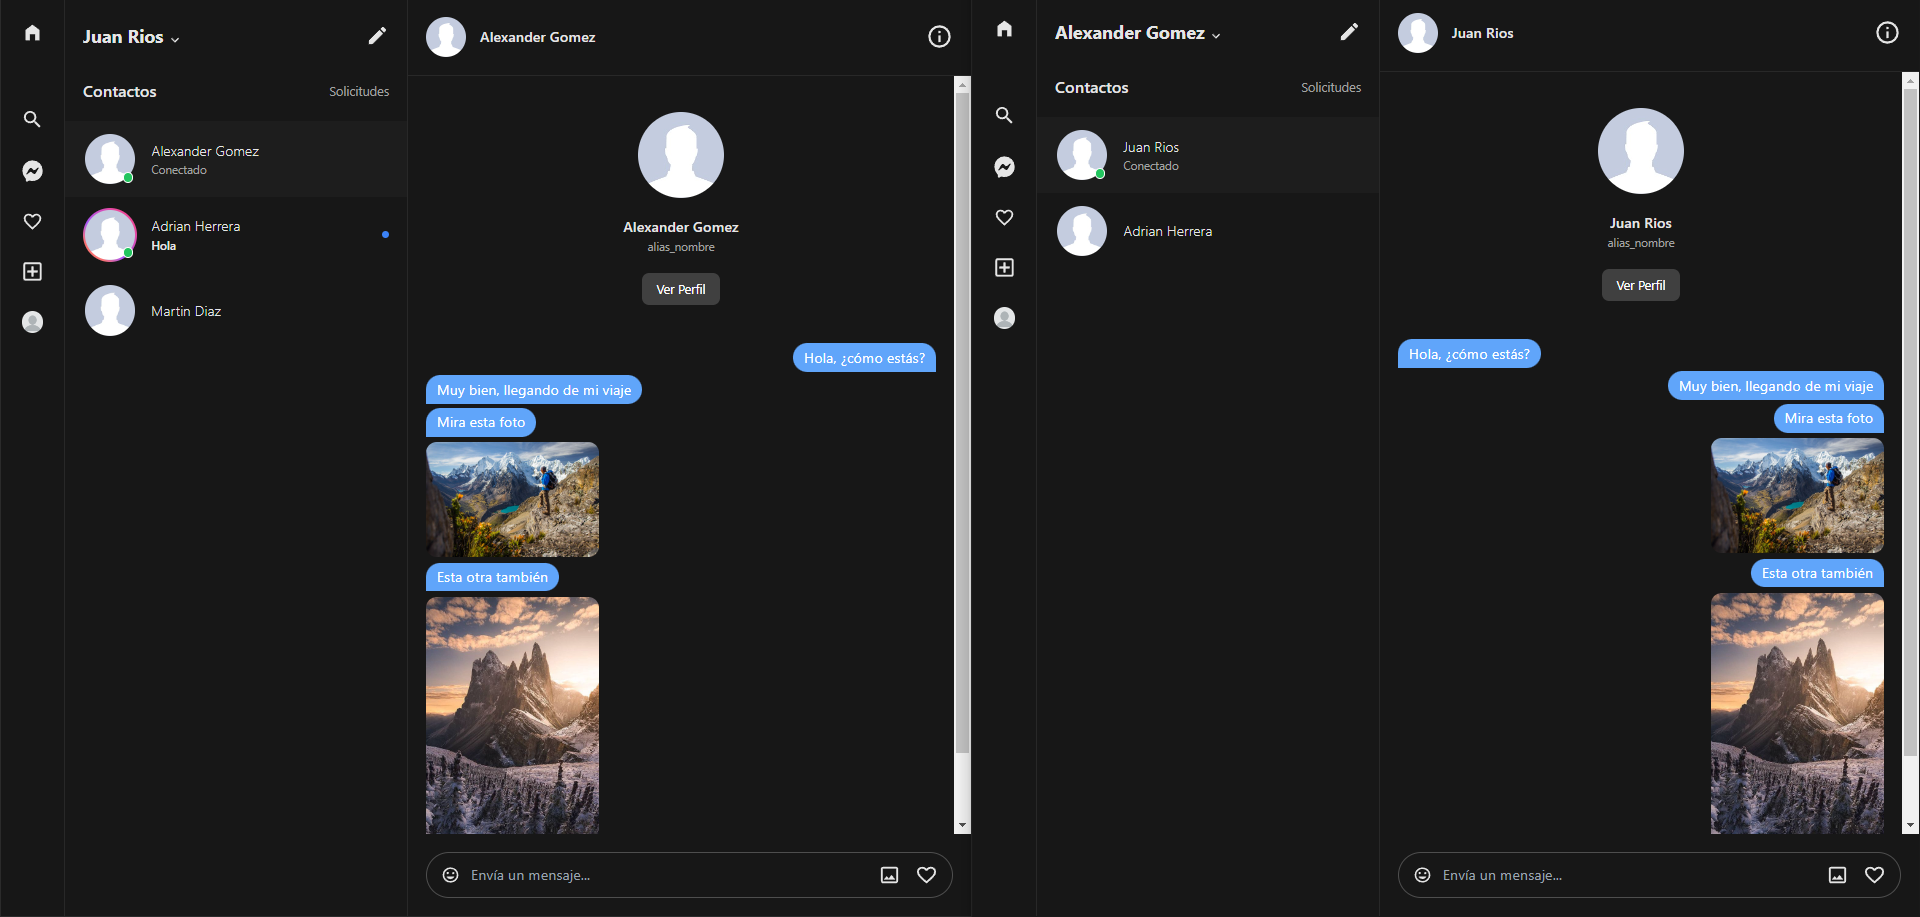 Juan Rios
Contactos
Solicitudes
Alexander Gomez
Conectado
Adrian Herrera
Hola
Martin Diaz
Alexander Gomez
Alexander Gomez
alias_nombre
Ver Perfil
Hola, ¿cómo estás?
Muy bien, llegando de mi viaje
Mira esta foto
Esta otra también
Envía un mensaje...
Alexander Gomez
Contactos
Solicitudes
Juan Rios
Conectado
Adrian Herrera
Juan Rios
Juan Rios
alias_nombre
Ver Perfil
Hola, ¿cómo estás?
Muy bien, llegando de mi viaje
Mira esta foto
Esta otra también
Envía un mensaje...